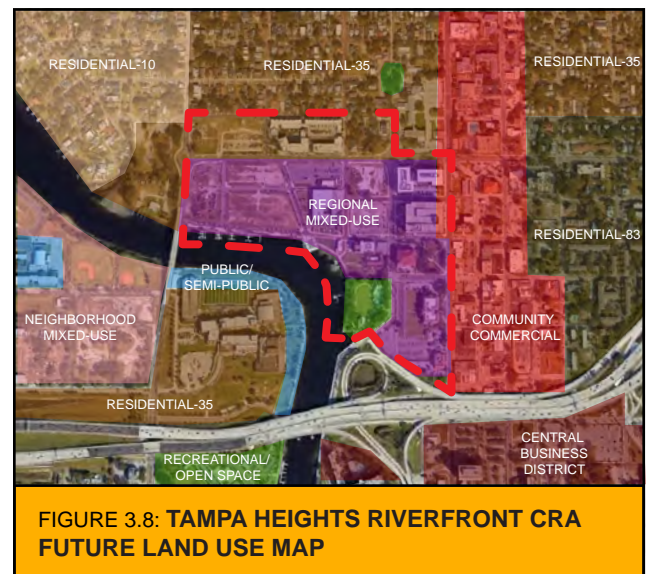 RESIDENTIAL-10
RESIDENTIAL-35
RESIDENTIAL-35
REGIONAL
MIXED-USE
RESIDENTIAL-83
PUBLIC/
SEMI-PUBLIC
NEIGHBORHOOD
MIXED-USE
COMMUNITY
COMMERCIAL
RESIDENTIAL-35
RECREATIONAL/
OPEN SPACE
CENTRAL
BUSINESS
DISTRICT
FIGURE 3.8: TAMPA HEIGHTS RIVERFRONT CRA
FUTURE LAND USE MAP